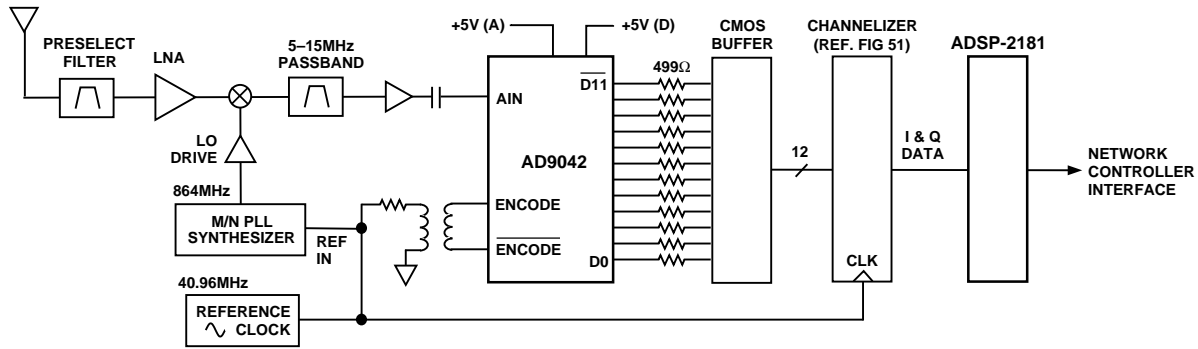 +5V (A)
+5V (D)
CMOS
BUFFER
CHANNELIZER
(REF. FIG 51)
ADSP-2181
PRESELECT
FILTER
LNA
5–15MHz
PASSBAND
499Ω
D11
AIN
AD9042
LO
DRIVE
12
I & Q
DATA
NETWORK
CONTROLLER
INTERFACE
864MHz
M/N PLL
SYNTHESIZER
REF
IN
ENCODE
ENCODE
D0
CLK
40.96MHz
REFERENCE
CLOCK